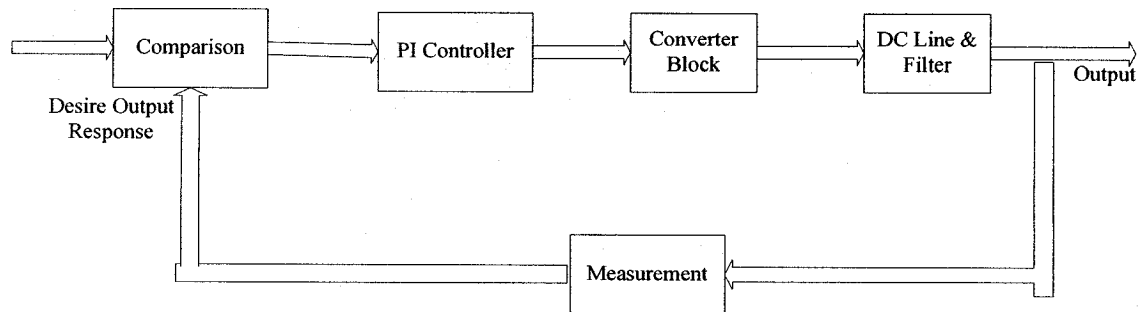 Comparison
PI Controller
Converter
Block
DC Line &
Filter
Output
Desire Output
Response
Measurement